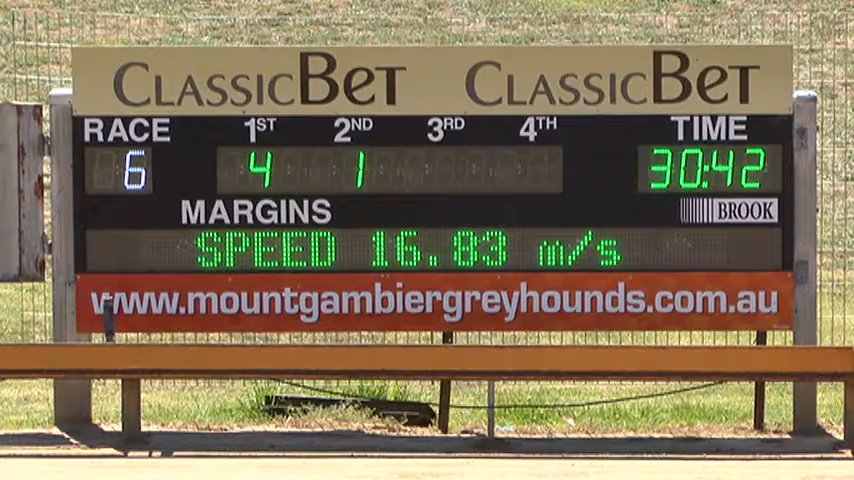 CLASSICBET CLASSICBET
RACE 1ST 2ND 3RD 4TH TIME
6 4 1 30:42
MARGINS BROOK
SPEED 16.83 m/s
www.mountgambiergreyhounds.com.au